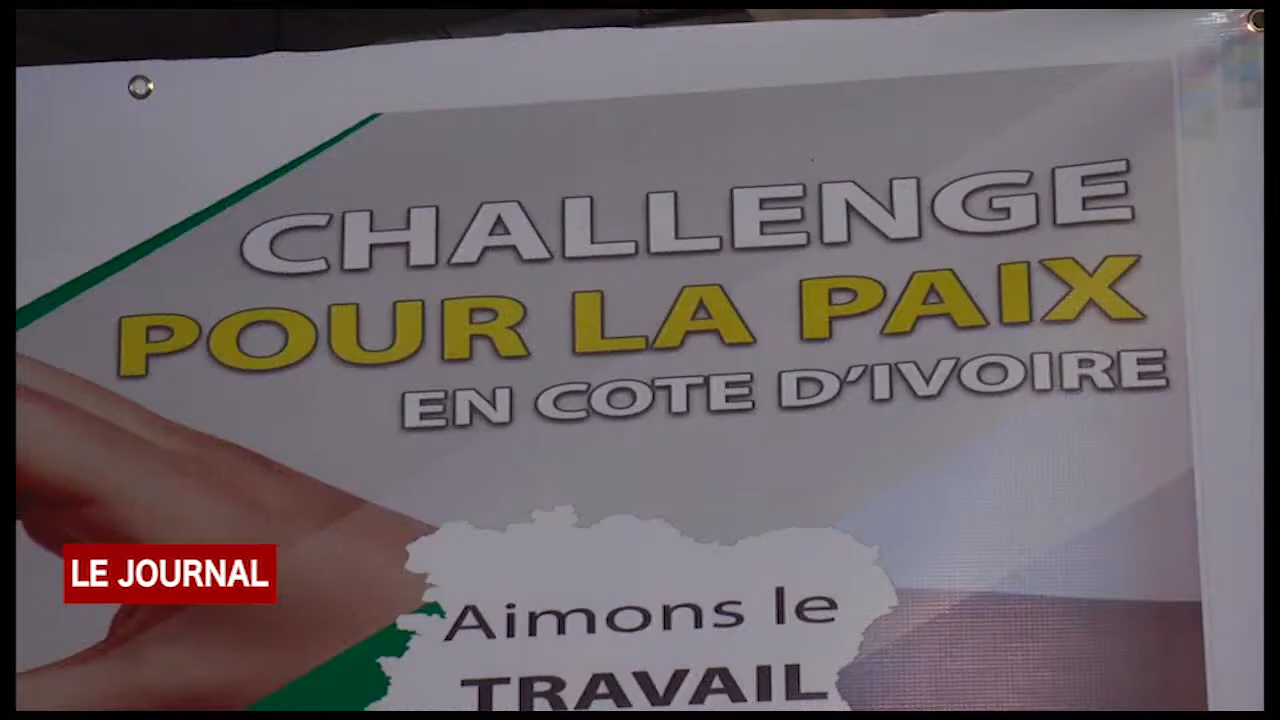 CHALLENGE
POUR LA PAIX
EN COTE D'IVOIRE
LE JOURNAL
Aimons le
TRAVAIL